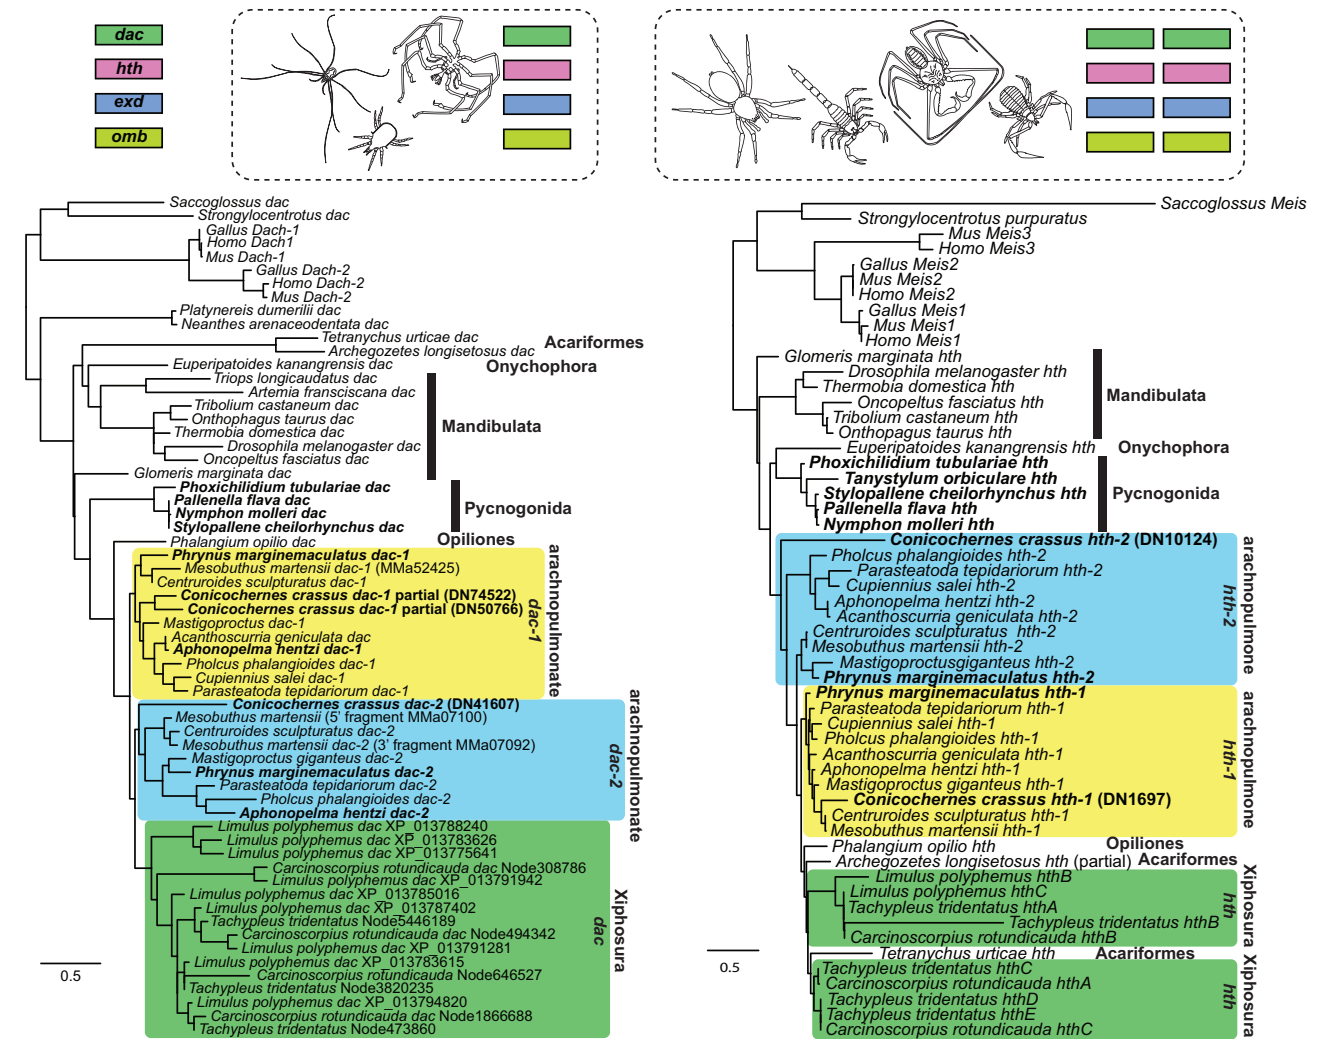 dac
hth
exd
omb
Saccoglossus dac
Strongylocentrotus dac
Gallus Dach-1
Homo Dach1
Mus Dach-1
Gallus Dach-2
Homo Dach-2
Mus Dach-2
Platynereis dumerilii dac
Neanthes arenaceodentata dac
Tetranychus urticae dac
Archegozetes longisetosus dac
Acariformes
Euperipatoides kanangrensis dac
Onychophora
Triops longicaudatus dac
Artemia fransciscana dac
Tribolium castaneum dac
Onthophagus taurus dac
Thermobia domestica dac
Drosophila melanogaster dac
Oncopeltus fasciatus dac
Mandibulata
Glomeris marginata dac
Phoxichilidium tubulariae dac
Pallenella flava dac
Nymphon molleri dac
Stylopallene cheilorhynchus dac
Pycnogonida
Phalangium opilio dac
Opiliones
Phrynus marginemaculatus dac-1
Mesobuthus martensii dac-1 (MMa52425)
Centruroides sculpturatus dac-1
Conicochernes crassus dac-1 partial (DN74522)
Conicochernes crassus dac-1 partial (DN50766)
Mastigoproctus dac-1
Acanthoscurria geniculata dac
Aphonopelma hentzi dac-1
Pholcus phalangioides dac-1
Cupiennius salei dac-1
Parasteatoda tepidariorum dac-1
dac-1
arachnopulmonate
Conicochernes crassus dac-2 (DN41607)
Mesobuthus martensii (5' fragment MMa07100)
Centruroides sculpturatus dac-2
Mesobuthus martensii dac-2 (3' fragment MMa07092)
Mastigoproctus giganteus dac-2
Phrynus marginemaculatus dac-2
Parasteatoda tepidariorum dac-2
Pholcus phalangioides dac-2
Aphonopelma hentzi dac-2
dac-2
arachnopulmonate
Limulus polyphemus dac XP_013788240
Limulus polyphemus dac XP_013783626
Limulus polyphemus dac XP_013775641
Carcinoscorpius rotundicauda dac Node308786
Limulus polyphemus dac XP_013791942
Limulus polyphemus dac XP_013785016
Limulus polyphemus dac XP_013787402
Tachypleus tridentatus Node5446189
Carcinoscorpius rotundicauda dac Node494342
Limulus polyphemus dac XP_013791281
Limulus polyphemus dac XP_013783615
Carcinoscorpius rotundicauda Node646527
Tachypleus tridentatus Node3820235
Limulus polyphemus dac XP_013794820
Carcinoscorpius rotundicauda dac Node1866688
Tachypleus tridentatus Node473860
dac
Xiphosura
0.5
Saccoglossus Meis
Strongylocentrotus purpuratus
Mus Meis3
Homo Meis3
Gallus Meis2
Mus Meis2
Homo Meis2
Gallus Meis1
Mus Meis1
Homo Meis1
Glomeris marginata hth
Drosophila melanogaster hth
Thermobia domestica hth
Oncopeltus fasciatus hth
Tribolium castaneum hth
Onthopagus taurus hth
Mandibulata
Euperipatoides kanangrensis hth
Onychophora
Phoxichilidium tubulariae hth
Tanystylum orbiculare hth
Stylopallene cheilorhynchus hth
Pallenella flava hth
Nymphon molleri hth
Pycnogonida
Conicochernes crassus hth-2 (DN10124)
Pholcus phalangioides hth-2
Parasteatoda tepidariorum hth-2
Cupiennius salei hth-2
Aphonopelma hentzi hth-2
Acanthoscurria geniculata hth-2
Centruroides sculpturatus hth-2
Mesobuthus martensii hth-2
Mastigoproctusgiganteus hth-2
Phrynus marginemaculatus hth-2
hth-2
arachnopulmone
Phrynus marginemaculatus hth-1
Parasteatoda tepidariorum hth-1
Cupiennius salei hth-1
Pholcus phalangioides hth-1
Acanthoscurria geniculata hth-1
Aphonopelma hentzi hth-1
Mastigoproctus giganteus hth-1
Conicochernes crassus hth-1 (DN1697)
Centruroides sculpturatus hth-1
Mesobuthus martensii hth-1
hth-1
arachnopulmone
Phalangium opilio hth
Opiliones
Archegozetes longisetosus hth (partial)
Acariformes
Limulus polyphemus hthB
Limulus polyphemus hthC
Tachypleus tridentatus hthA
Tachypleus tridentatus hthB
Carcinoscorpius rotundicauda hthB
hth
Xiphosura
Tetranychus urticae hth
Acariformes
Tachypleus tridentatus hthC
Carcinoscorpius rotundicauda hthA
Tachypleus tridentatus hthD
Tachypleus tridentatus hthE
Carcinoscorpius rotundicauda hthC
hth
Xiphosura
0.5